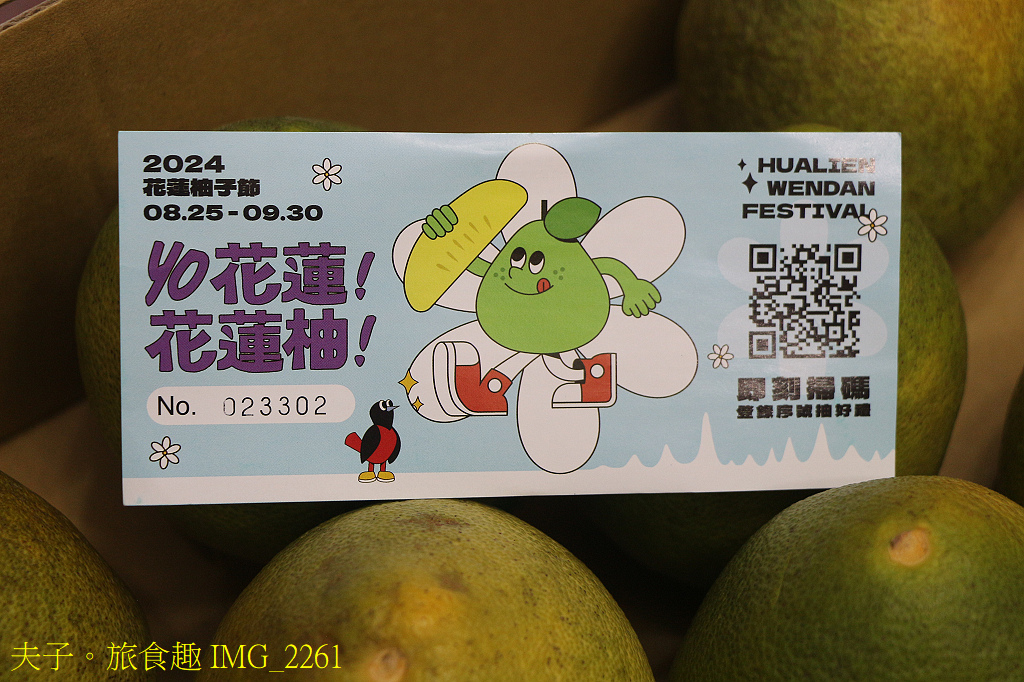 2024
花蓮柚子節
08.25-09.30
YO花蓮!
花蓮柚!
No. 023302
HUALIEN
WENDAN
FESTIVAL
即刻掃碼
登錄序號抽好禮
夫子。旅食趣 IMG_2261